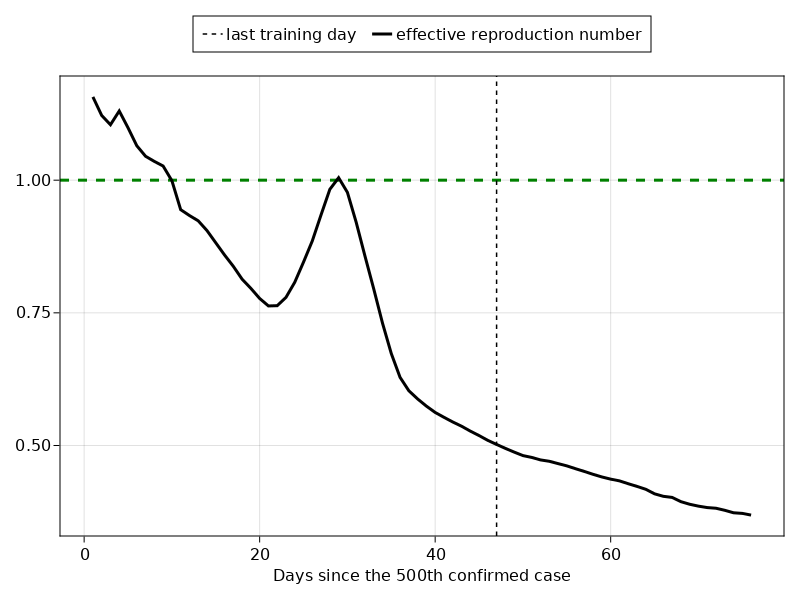 last training day effective reproduction number
1.00
0.75
0.50
0 20 40 60
Days since the 500th confirmed case